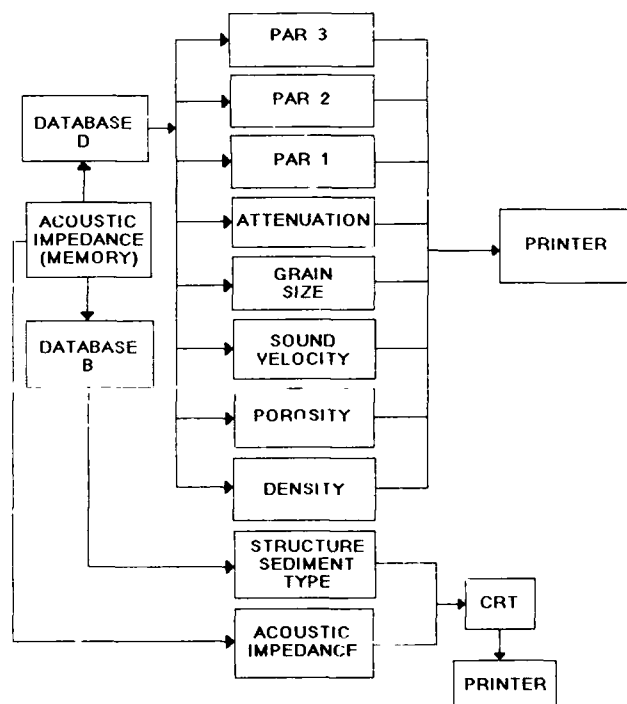 PAR 3
PAR 2
DATABASE
D
PAR 1
ACOUSTIC
IMPEDANCE
(MEMORY)
ATTENUATION
PRINTER
GRAIN
SIZE
DATABASE
B
SOUND
VELOCITY
POROSITY
DENSITY
STRUCTURE
SEDIMENT
TYPE
CRT
ACOUSTIC
IMPEDANCE
PRINTER